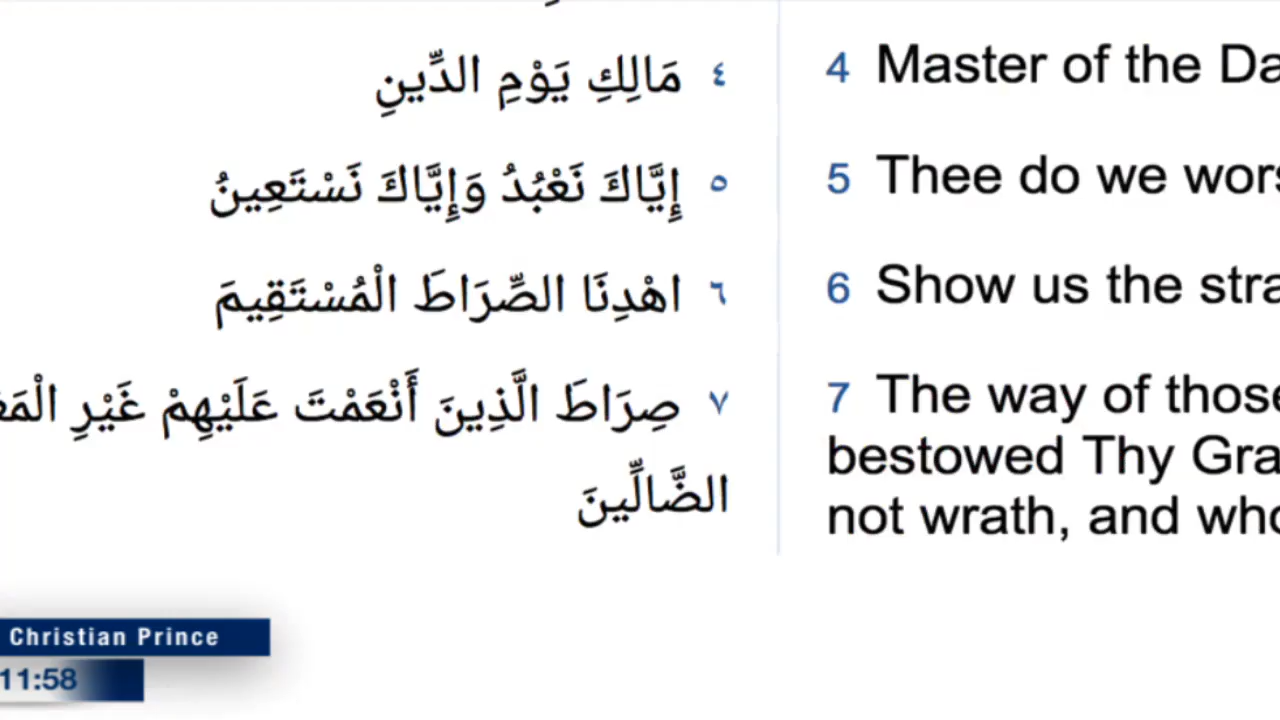 ٤ مَالِكِ يَوْمِ الدِّينِ
4 Master of the
٥ إِيَّاكَ نَعْبُدُ وَإِيَّاكَ نَسْتَعِينُ
5 Thee do we
٦ اهْدِنَا الصِّرَاطَ الْمُسْتَقِيمَ
6 Show us the
٧ صِرَاطَ الَّذِينَ أَنْعَمْتَ عَلَيْهِمْ غَيْرِ
الضَّالِّينَ
7 The way of those
bestowed Thy
not wrath, and
Christian Prince
11:58